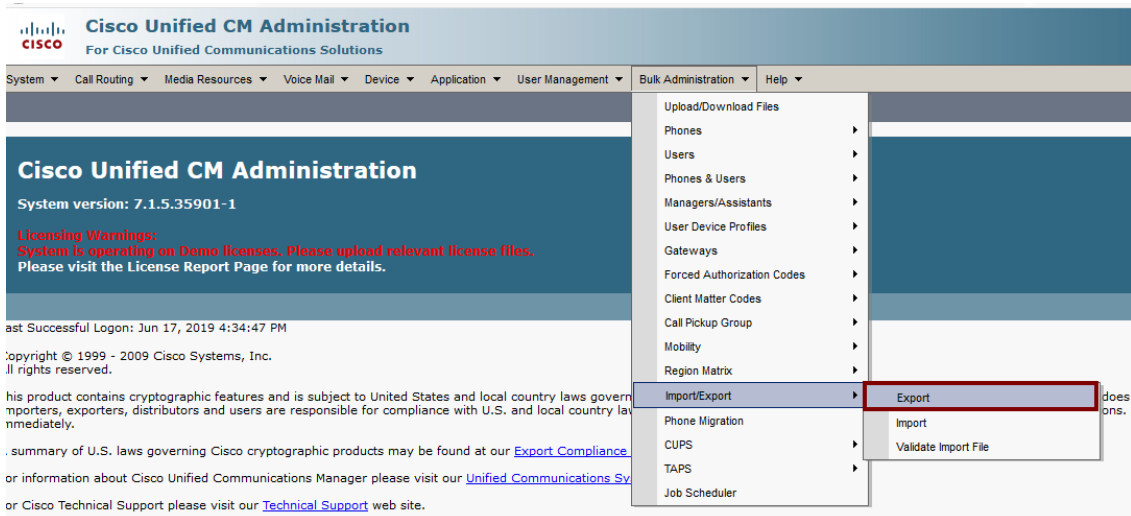 Cisco Unified CM Administration
CISCO
For Cisco Unified Communications Solutions
System Call Routing Media Resources Voice Mail Device Application User Management Bulk Administration Help
Upload/Download Files
Phones
Users
Phones & Users
Managers/Assistants
User Device Profiles
Gateways
Forced Authorization Codes
Client Matter Codes
Call Pickup Group
Mobility
Region Matrix
Import/Export
Phone Migration
CUPS
TAPS
Job Scheduler
Export
Import
Validate Import File
Cisco Unified CM Administration
System version: 7.1.5.35901-1
Licensing Warnings:
System is operating on Demo licenses. Please upload relevant license files.
Please visit the License Report Page for more details.
ast Successful Logon: Jun 17, 2019 4:34:47 PM
opyright © 1999 - 2009 Cisco Systems, Inc.
ll rights reserved.
his product contains cryptographic features and is subject to United States and local country laws govern does
mporters, exporters, distributors and users are responsible for compliance with U.S. and local country la ons.
mmediately.
summary of U.S. laws governing Cisco cryptographic products may be found at our Export Compliance
or information about Cisco Unified Communications Manager please visit our Unified Communications Sy
or Cisco Technical Support please visit our Technical Support web site.